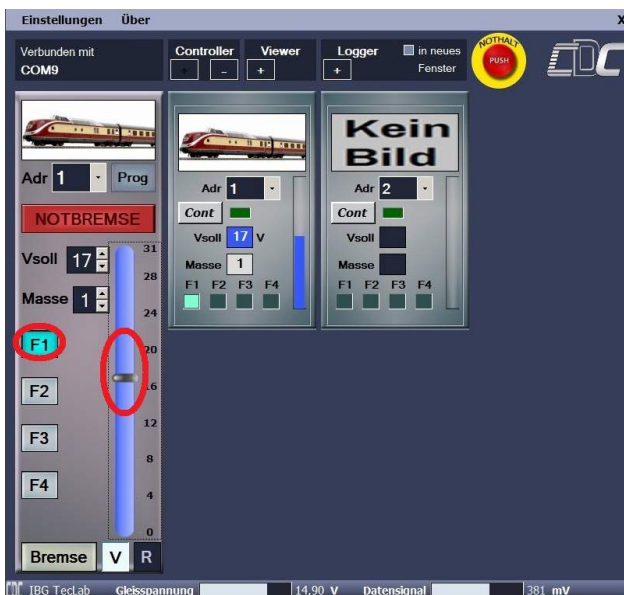 Einstellungen Über X
Verbunden mit
COM9
Controller Viewer
+ - +
Logger in neues
+ Fenster
NOTHALT
PUSH
CDC
Adr 1 Prog
NOTBREMSE
Vsoll 17
Masse 1
F1
F2
F3
F4
31
28
24
20
16
12
8
4
0
Bremse V R
Adr 1
Cont
Vsoll 17 V
Masse 1
F1 F2 F3 F4
Kein
Bild
Adr 2
Cont
Vsoll
Masse
F1 F2 F3 F4
CDC IBG TecLab Gleisspannung 14,90 V Datensignal 381 mV